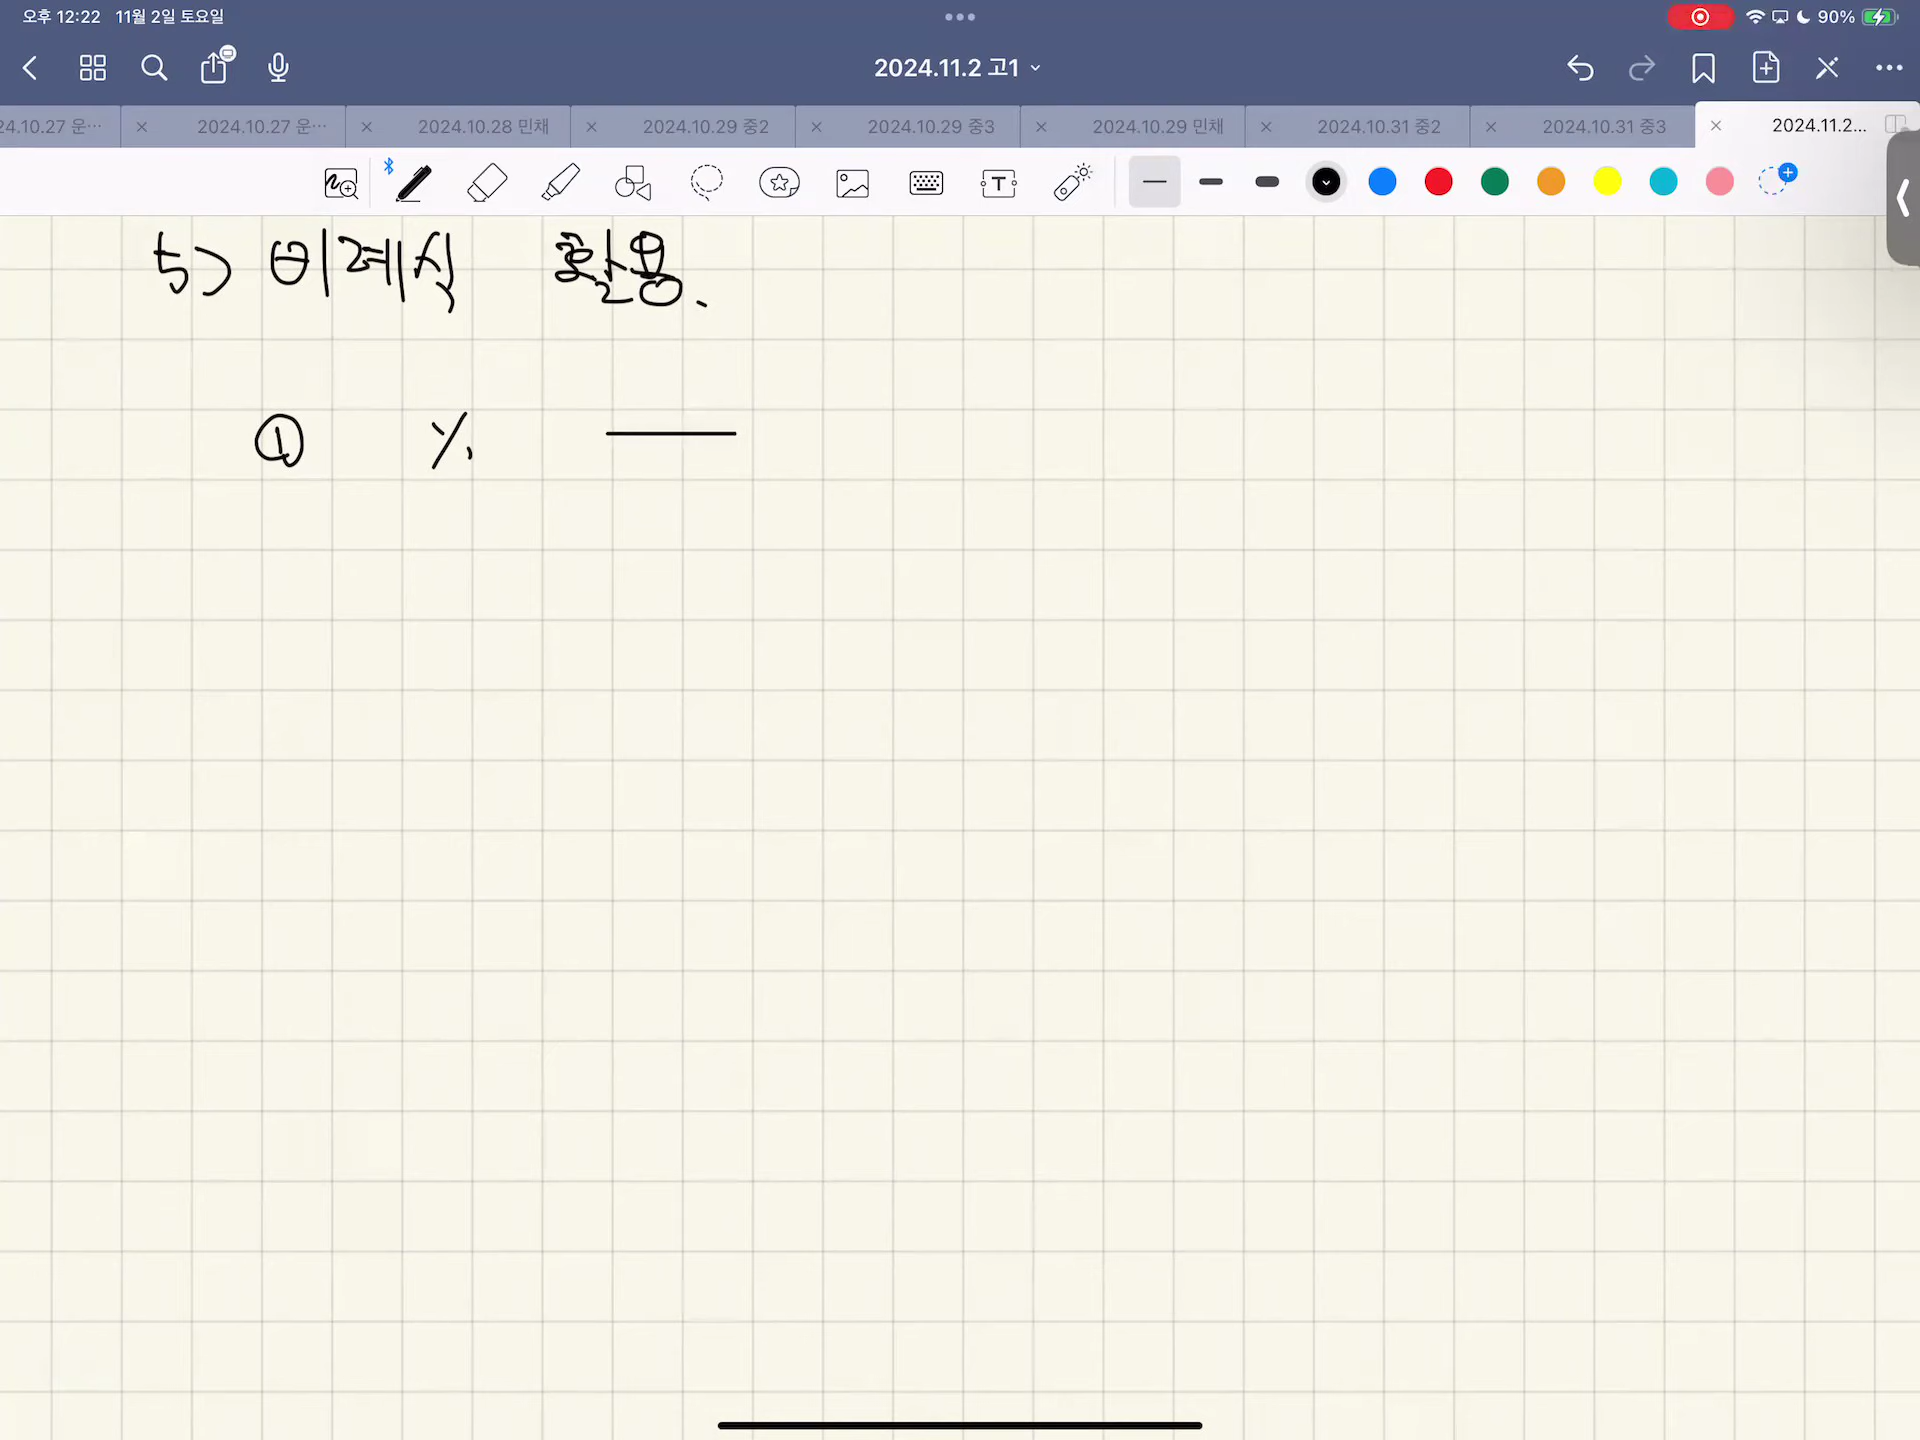 오후 12:22 11월 2일 토요일
90%
2024.11.2 고1
24.10.27 운…
2024.10.27 운…
2024.10.28 민채
2024.10.29 중2
2024.10.29 중3
2024.10.29 민채
2024.10.31 중2
2024.10.31 중3
2024.11.2...
T
5> 비례식 활용.
① %